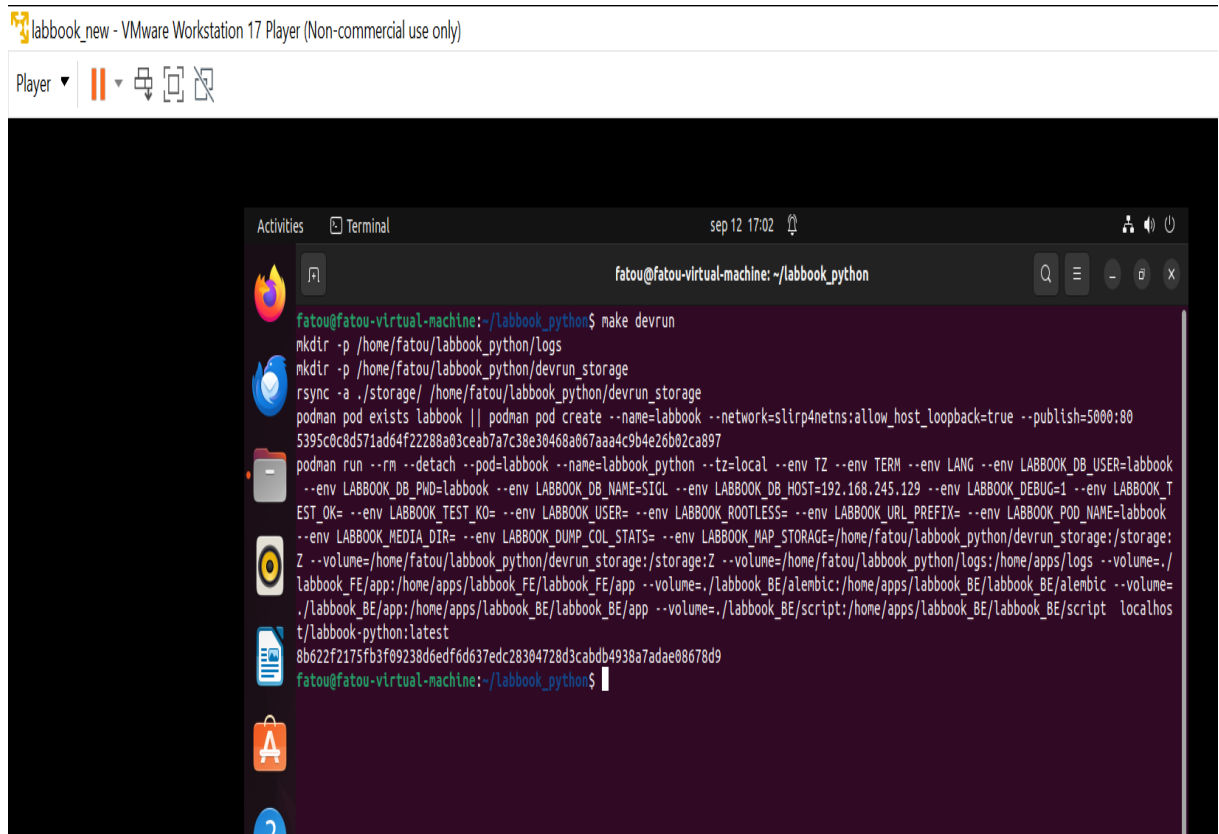 labbook_new - VMware Workstation 17 Player (Non-commercial use only)
Player
Activities Terminal sep 12 17:02
fatou@fatou-virtual-machine: ~/labbook_python
fatou@fatou-virtual-machine:~/labbook_python$ make devrun
mkdir -p /home/fatou/labbook_python/logs
mkdir -p /home/fatou/labbook_python/devrun_storage
rsync -a ./storage/ /home/fatou/labbook_python/devrun_storage
podman pod exists labbook || podman pod create --name=labbook --network=slirp4netns:allow_host_loopback=true --publish=5000:80
5395c0c8d571ad64f22288a03ceab7a7c38e30468a067aaa4c9b4e26b02ca897
podman run --rm --detach --pod=labbook --name=labbook_python --tz=local --env TZ --env TERM --env LANG --env LABBOOK_DB_USER=labbook
--env LABBOOK_DB_PWD=labbook --env LABBOOK_DB_NAME=SIGL --env LABBOOK_DB_HOST=192.168.245.129 --env LABBOOK_DEBUG=1 --env LABBOOK_T
EST_OK= --env LABBOOK_TEST_KO= --env LABBOOK_USER= --env LABBOOK_ROOTLESS= --env LABBOOK_URL_PREFIX= --env LABBOOK_POD_NAME=labbook
--env LABBOOK_MEDIA_DIR= --env LABBOOK_DUMP_COL_STATS= --env LABBOOK_MAP_STORAGE=/home/fatou/labbook_python/devrun_storage:/storage:
Z --volume=/home/fatou/labbook_python/devrun_storage:/storage:Z --volume=/home/fatou/labbook_python/logs:/home/apps/logs --volume=./
labbook_FE/app:/home/apps/labbook_FE/labbook_FE/app --volume=./labbook_BE/alembic:/home/apps/labbook_BE/labbook_BE/alembic --volume=
./labbook_BE/app:/home/apps/labbook_BE/labbook_BE/app --volume=./labbook_BE/script:/home/apps/labbook_BE/labbook_BE/script localhos
t/labbook-python:latest
8b622f2175fb3f09238d6edf6d637edc28304728d3cabdb4938a7adae08678d9
fatou@fatou-virtual-machine:~/labbook_python$